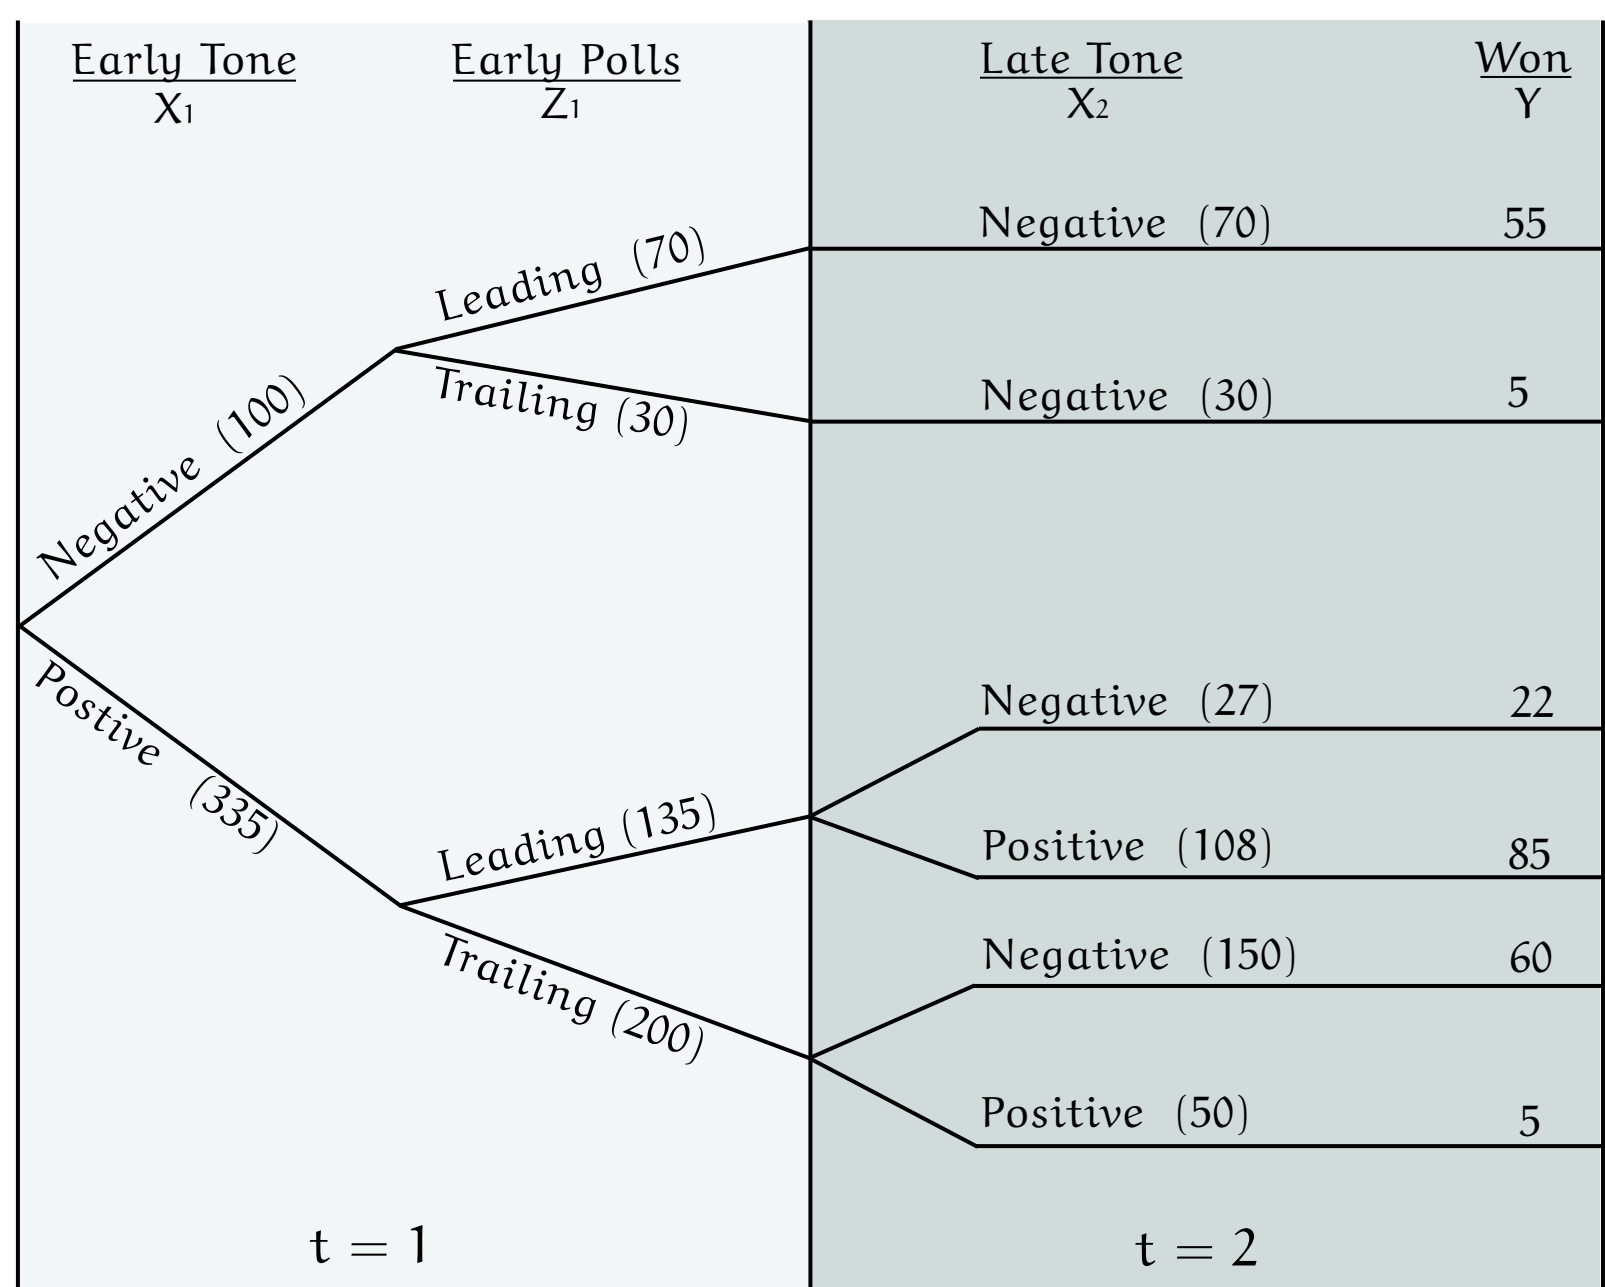 Early Tone Early Polls Late Tone Won
X1 Z1 X2 Y
Negative (70) 55
Leading (70)
Trailing (30)
Negative (30) 5
Negative (100)
Postive (335)
Negative (27) 22
Leading (135)
Positive (108) 85
Trailing (200)
Negative (150) 60
Positive (50) 5
t = 1 t = 2